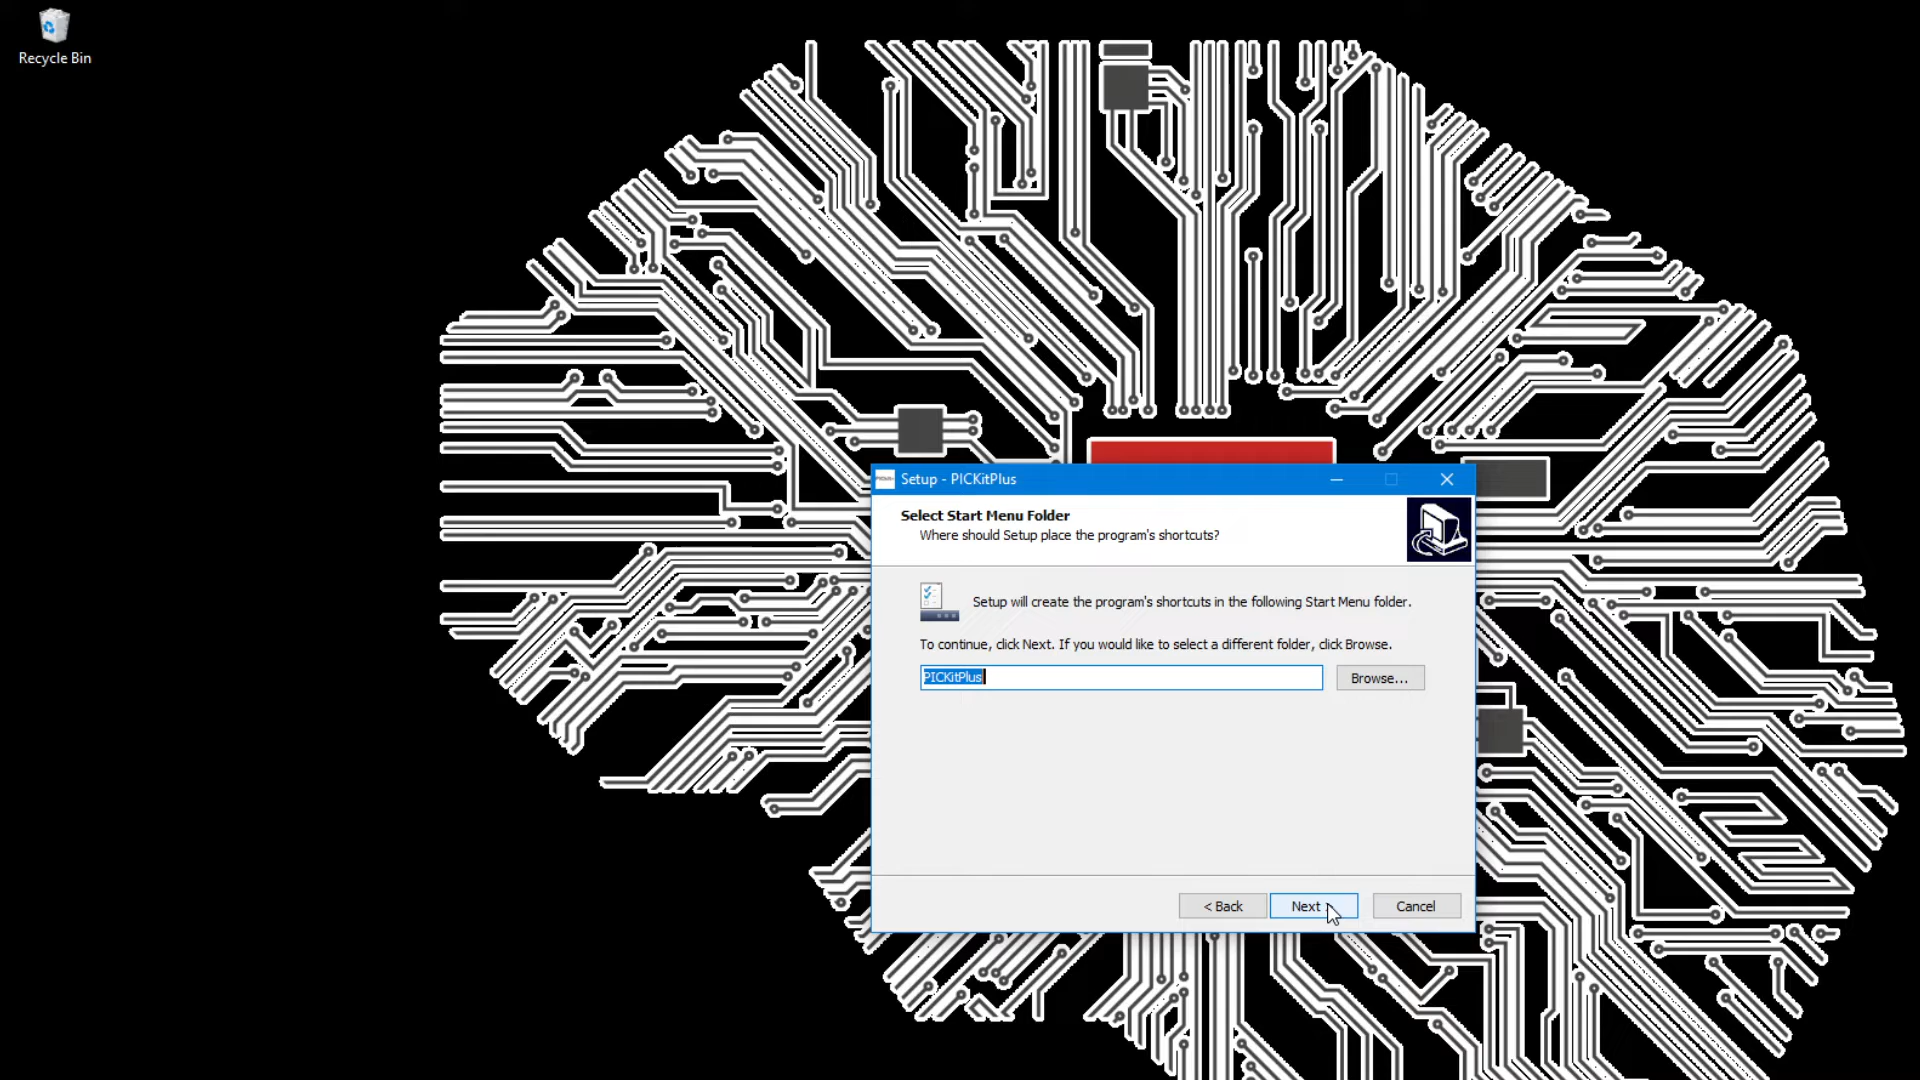 Recycle Bin
Setup - PICKitPlus
Select Start Menu Folder
Where should Setup place the program's shortcuts?
Setup will create the program's shortcuts in the following Start Menu folder.
To continue, click Next. If you would like to select a different folder, click Browse.
PICKitPlus
Browse...
< Back
Next
Cancel